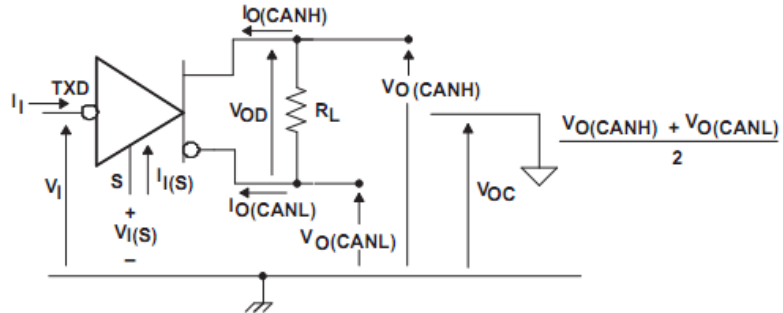 IO(CANH)
TXD
II
VOD
RL
VO(CANH)
VO(CANH) + VO(CANL)
2
VI
S
II(S)
+
VI(S)
–
IO(CANL)
VO(CANL)
VOC